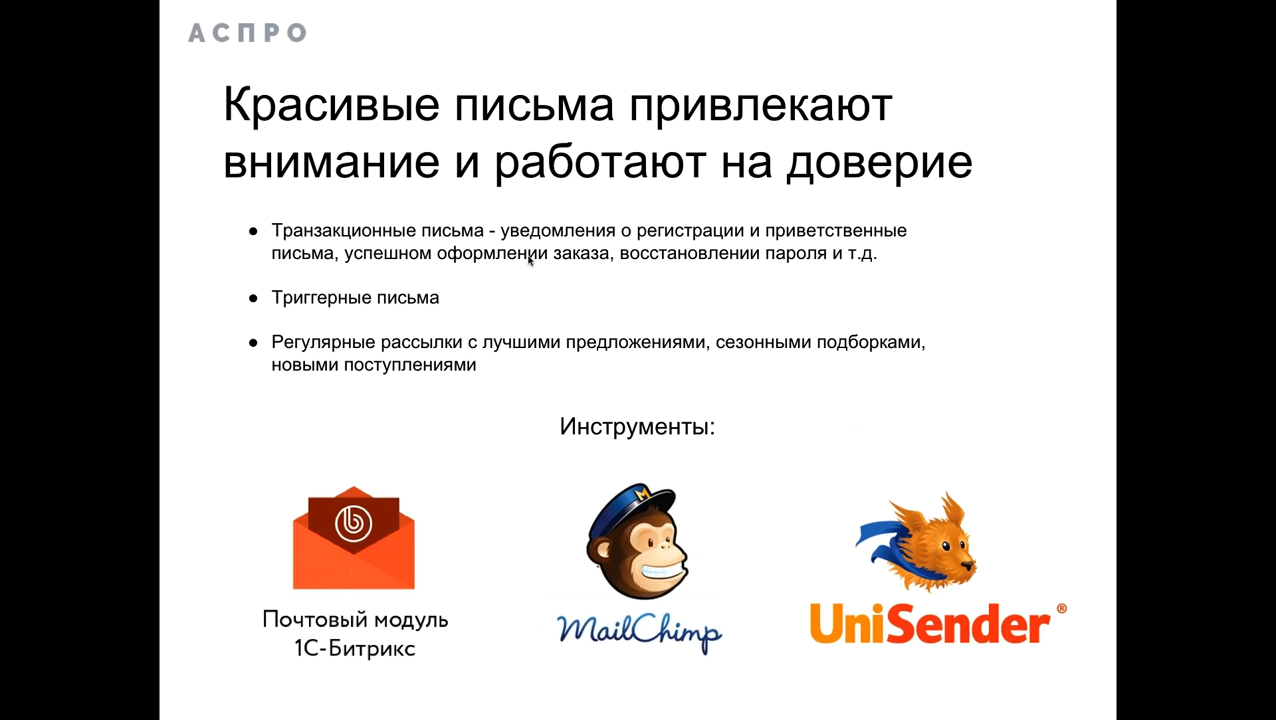 АСПРО
Красивые письма привлекают
внимание и работают на доверие
● Транзакционные письма - уведомления о регистрации и приветственные
письма, успешном оформлении заказа, восстановлении пароля и т.д.
● Триггерные письма
● Регулярные рассылки с лучшими предложениями, сезонными подборками,
новыми поступлениями
Инструменты:
Почтовый модуль
1С-Битрикс
MailChimp
UniSender®